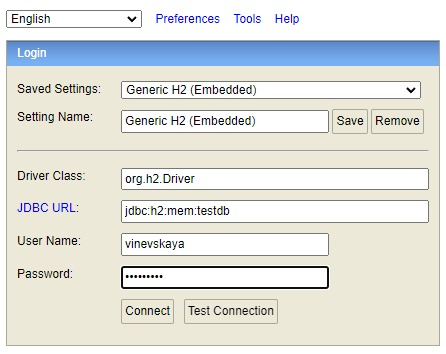 English Preferences Tools Help
Login
Saved Settings: Generic H2 (Embedded)
Setting Name: Generic H2 (Embedded) Save Remove
Driver Class: org.h2.Driver
JDBC URL: jdbc:h2:mem:testdb
User Name: vinevskaya
Password: •••••••••
Connect Test Connection